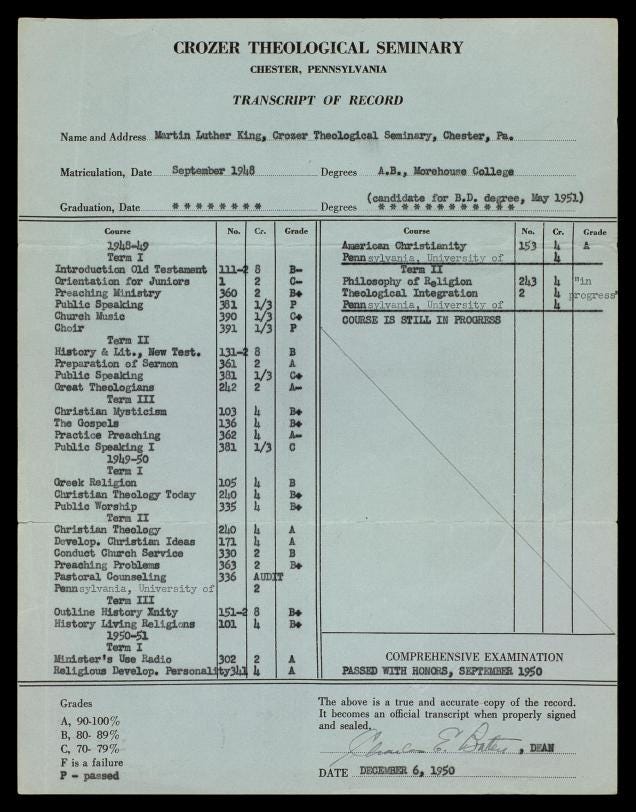 CROZER THEOLOGICAL SEMINARY
CHESTER, PENNSYLVANIA
TRANSCRIPT OF RECORD
Name and Address Martin Luther King, Crozer Theological Seminary, Chester, Pa.
Matriculation, Date September 1948 Degrees A.B., Morehouse College
(candidate for B.D. degree, May 1951)
Graduation, Date * * * * * * * * Degrees * * * * * * * * * * * *
Course No. Cr. Grade
1948-49
Term I
Introduction Old Testament 111-2 8 B-
Orientation for Juniors 1 2 C-
Preaching Ministry 360 2 B+
Public Speaking 381 1/3 P
Church Music 390 1/3 C+
Choir 391 1/3 P
Term II
History & Lit., New Test. 131-2 8 B
Preparation of Sermon 361 2 A
Public Speaking 381 1/3 C+
Great Theologians 242 2 A-
Term III
Christian Mysticism 103 4 B+
The Gospels 136 4 B+
Practice Preaching 362 4 A-
Public Speaking I 381 1/3 C
1949-50
Term I
Greek Religion 105 4 B
Christian Theology Today 240 4 B+
Public Worship 335 4 B+
Term II
Christian Theology 240 4 A
Develop. Christian Ideas 171 4 A
Conduct Church Service 330 2 B
Preaching Problems 363 2 B+
Pastoral Counseling 336 AUDIT
Pennsylvania, University of 2
Term III
Outline History Xnity 151-2 8 B+
History Living Religions 101 4 B+
1950-51
Term I
Minister's Use Radio 302 2 A
Religious Develop. Personality 341 4 A
Course No. Cr. Grade
American Christianity 153 4 A
Pennsylvania, University of 4
Term II
Philosophy of Religion 243 4 "in
Theological Integration 2 4 progress"
Pennsylvania, University of 4
COURSE IS STILL IN PROGRESS
COMPREHENSIVE EXAMINATION
PASSED WITH HONORS, SEPTEMBER 1950
Grades
A, 90-100%
B, 80- 89%
C, 70- 79%
F is a failure
P - passed
The above is a true and accurate copy of the record.
It becomes an official transcript when properly signed
and sealed.
Charles E. Batten, DEAN
DATE DECEMBER 6, 1950